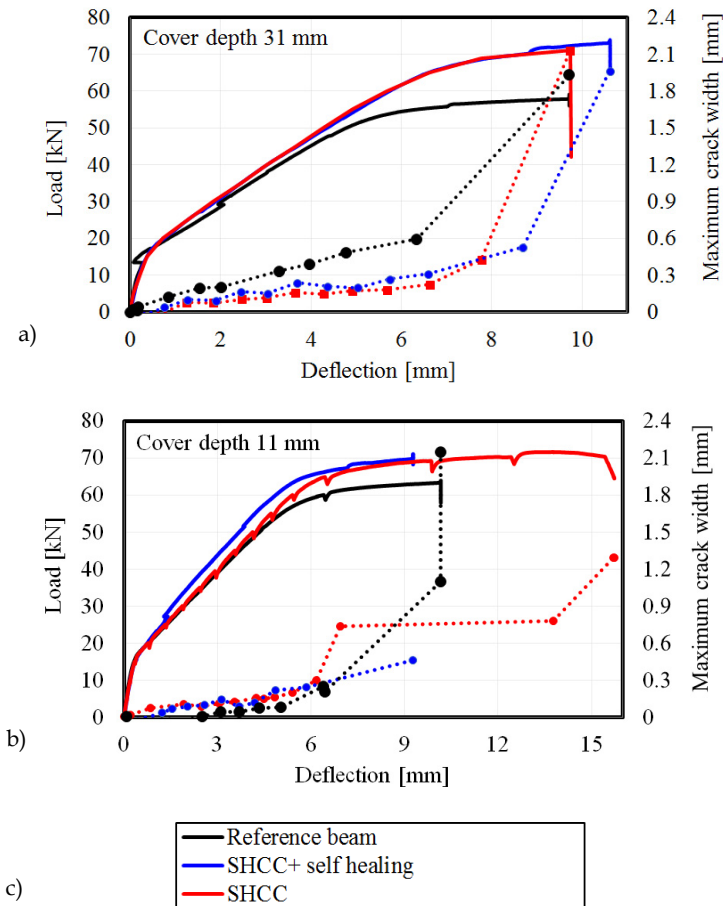 Cover depth 31 mm
80
70
60
50
40
30
20
10
0
Load [kN]
2.4
2.1
1.8
1.5
1.2
0.9
0.6
0.3
0
Maximum crack width [mm]
0 2 4 6 8 10
Deflection [mm]
a)
Cover depth 11 mm
80
70
60
50
40
30
20
10
0
Load [kN]
2.4
2.1
1.8
1.5
1.2
0.9
0.6
0.3
0
Maximum crack width [mm]
0 3 6 9 12 15
Deflection [mm]
b)
Reference beam
SHCC+ self healing
SHCC
c)